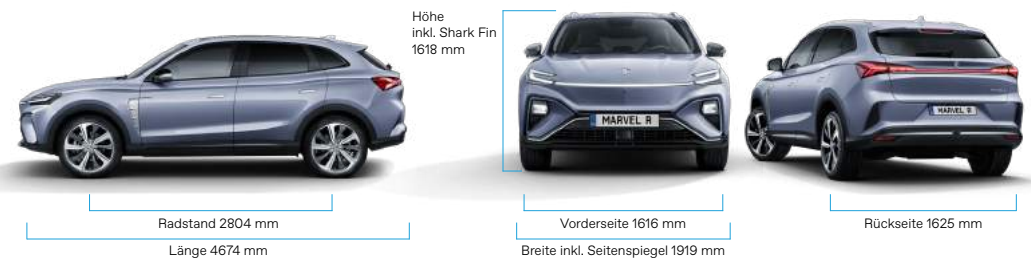 Höhe
inkl. Shark Fin
1618 mm
MARVEL R
MARVEL R
Radstand 2804 mm
Vorderseite 1616 mm
Rückseite 1625 mm
Länge 4674 mm
Breite inkl. Seitenspiegel 1919 mm